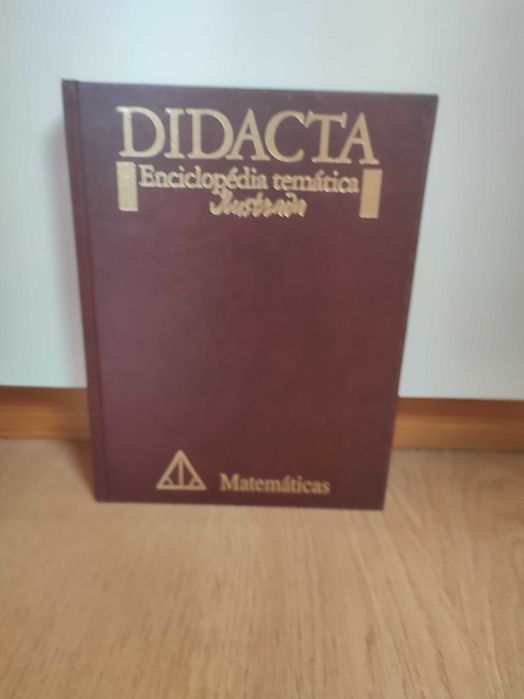 DIDACTA
Enciclopédia temática
Ilustrada
Matemáticas